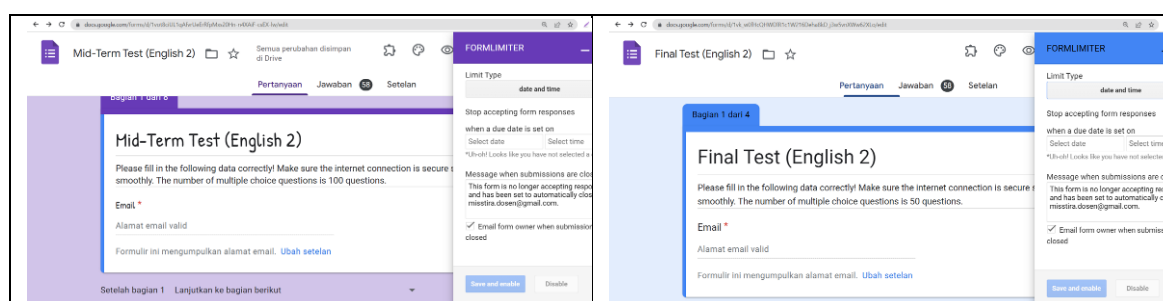 Mid-Term Test (English 2)
Semua perubahan disimpan
di Drive
Pertanyaan Jawaban 58 Setelan
Bagian 1 dari 6
Mid-Term Test (English 2)
Please fill in the following data correctly! Make sure the internet connection is secure
smoothly. The number of multiple choice questions is 100 questions.
Email *
Alamat email valid
Formulir ini mengumpulkan alamat email. Ubah setelan
Setelah bagian 1 Lanjutkan ke bagian berikut
FORMLIMITER
Limit Type
date and time
Stop accepting form responses
when a due date is set on
Select date Select time
*Uh-oh! Looks like you have not selected a
Message when submissions are clo
This form is no longer accepting respo
and has been set to automatically clos
misstira.dosen@gmail.com.
Email form owner when submission
closed
Save and enable Disable
Final Test (English 2)
Pertanyaan Jawaban 58 Setelan
Bagian 1 dari 4
Final Test (English 2)
Please fill in the following data correctly! Make sure the internet connection is secure
smoothly. The number of multiple choice questions is 50 questions.
Email *
Alamat email valid
Formulir ini mengumpulkan alamat email. Ubah setelan
FORMLIMITER
Limit Type
date and time
Stop accepting form responses
when a due date is set on
Select date Select time
*Uh-oh! Looks like you have not selected
Message when submissions are c
This form is no longer accepting re
and has been set to automatically c
misstira.dosen@gmail.com.
Email form owner when submiss
closed
Save and enable Disable